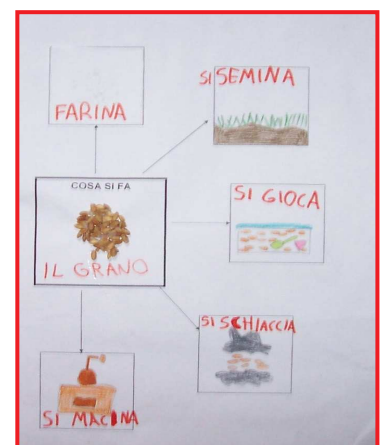 FARINA
SI SEMINA
COSA SI FA
IL GRANO
SI GIOCA
SI SCHIACCIA
SI MACINA